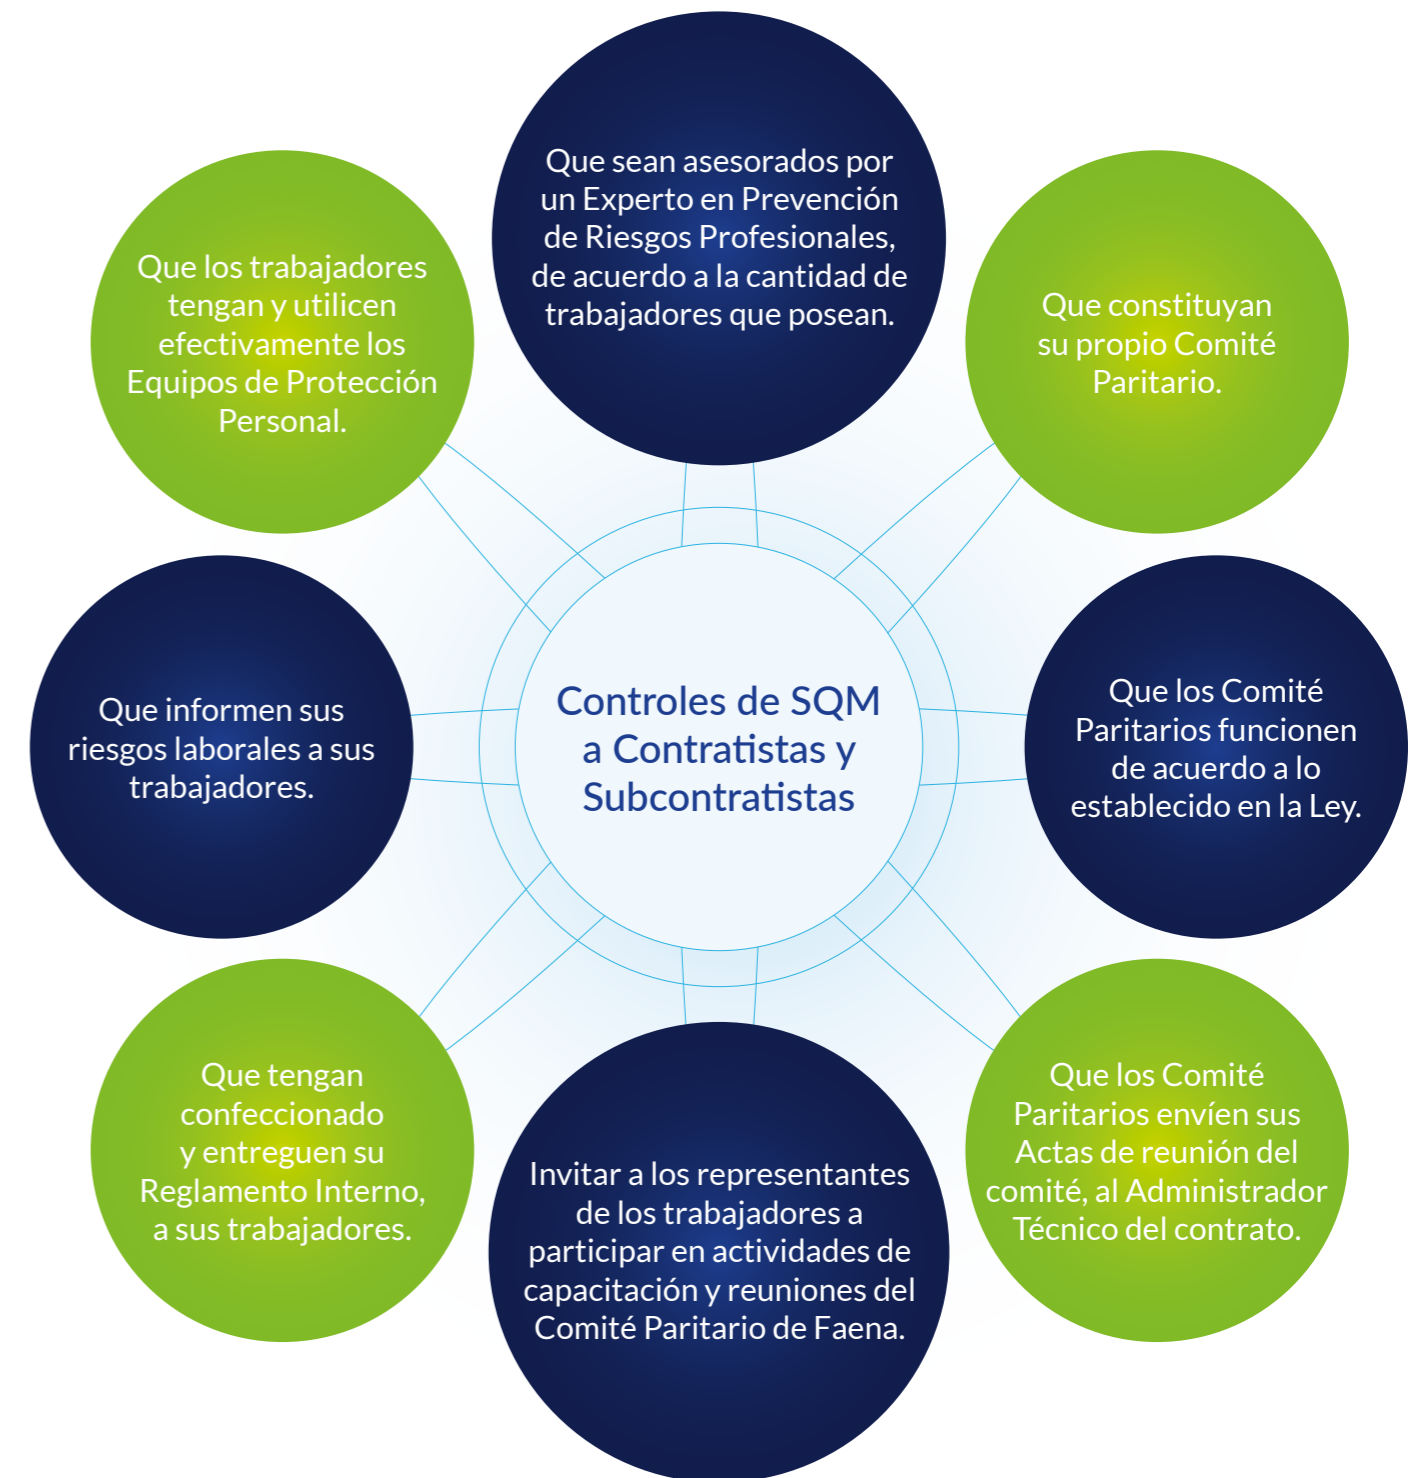 Que sean asesorados por
un Experto en Prevención
de Riesgos Profesionales,
de acuerdo a la cantidad de
trabajadores que posean.
Que los trabajadores
tengan y utilicen
efectivamente los
Equipos de Protección
Personal.
Que constituyan
su propio Comité
Paritario.
Que informen sus
riesgos laborales a sus
trabajadores.
Controles de SQM
a Contratistas y
Subcontratistas
Que los Comité
Paritarios funcionen
de acuerdo a lo
establecido en la Ley.
Que tengan
confeccionado
y entreguen su
Reglamento Interno,
a sus trabajadores.
Invitar a los representantes
de los trabajadores a
participar en actividades de
capacitación y reuniones del
Comité Paritario de Faena.
Que los Comité
Paritarios envíen sus
Actas de reunión del
comité, al Administrador
Técnico del contrato.